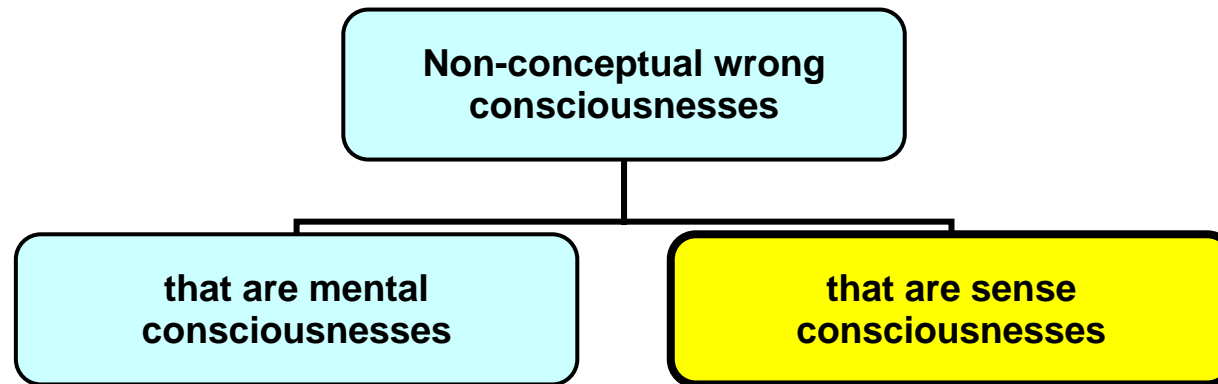 Non-conceptual wrong
consciousnesses
that are mental
consciousnesses
that are sense
consciousnesses